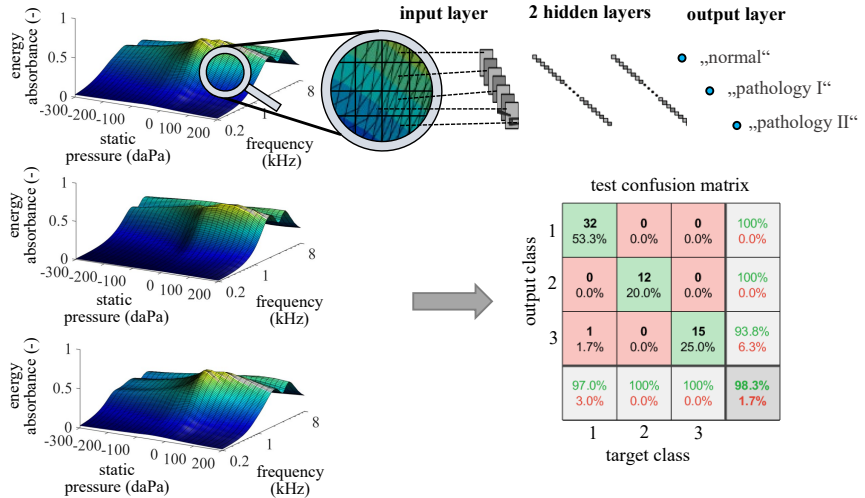 input layer
2 hidden layers
output layer
„normal“
„pathology I“
„pathology II“
energy
absorbance (-)
1
0.5
0
-300
-200
-100
0
100
200
static
pressure (daPa)
0.2
1
8
frequency
(kHz)
energy
absorbance (-)
1
0.5
0
-300
-200
-100
0
100
200
static
pressure (daPa)
0.2
1
8
frequency
(kHz)
energy
absorbance (-)
1
0.5
0
-300
-200
-100
0
100
200
static
pressure (daPa)
0.2
1
8
frequency
(kHz)
test confusion matrix
output class
1
32 0 0 100%
53.3% 0.0% 0.0% 0.0%
2
0 12 0 100%
0.0% 20.0% 0.0% 0.0%
3
1 0 15 93.8%
1.7% 0.0% 25.0% 6.3%
97.0% 100% 100% 98.3%
3.0% 0.0% 0.0% 1.7%
1 2 3
target class